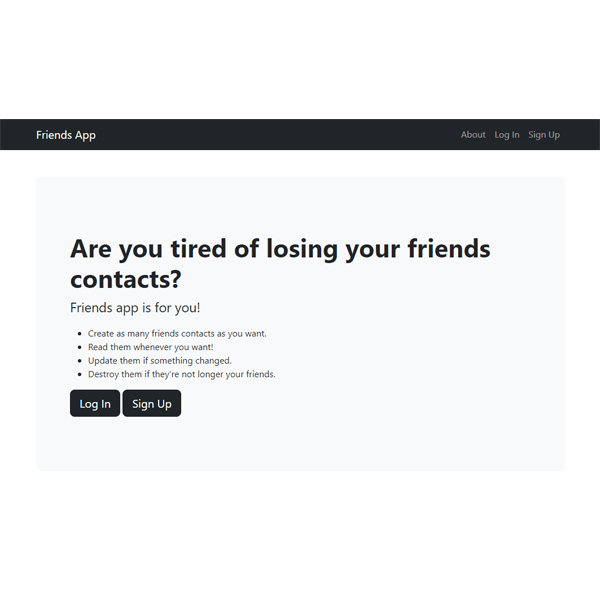 Friends App
About Log In Sign Up
Are you tired of losing your friends
contacts?
Friends app is for you!
Create as many friends contacts as you want.
Read them whenever you want!
Update them if something changed.
Destroy them if they're not longer your friends.
Log In Sign Up